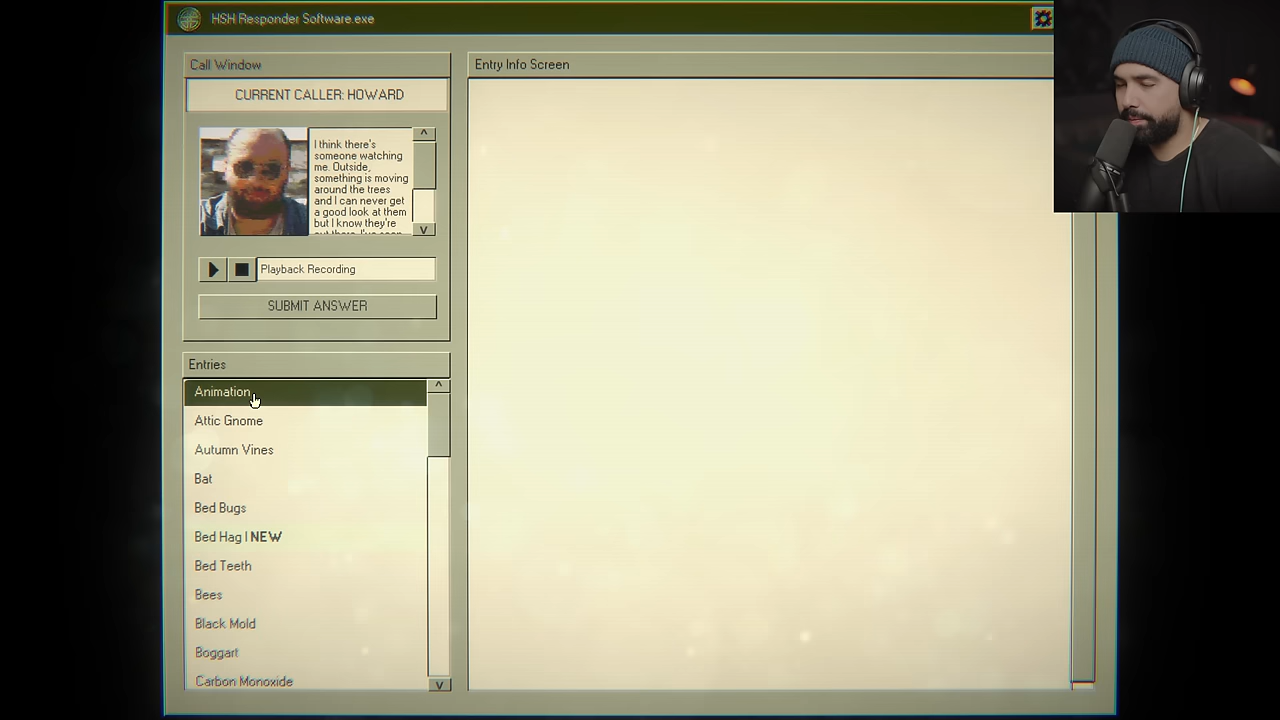 HSH Responder Software.exe
Call Window
CURRENT CALLER: HOWARD
I think there's
someone watching
me. Outside,
something is moving
around the trees
and I can never get
a good look at them
but I know they're
Playback Recording
SUBMIT ANSWER
Entries
Animation
Attic Gnome
Autumn Vines
Bat
Bed Bugs
Bed Hag | NEW
Bed Teeth
Bees
Black Mold
Boggart
Carbon Monoxide
Entry Info Screen